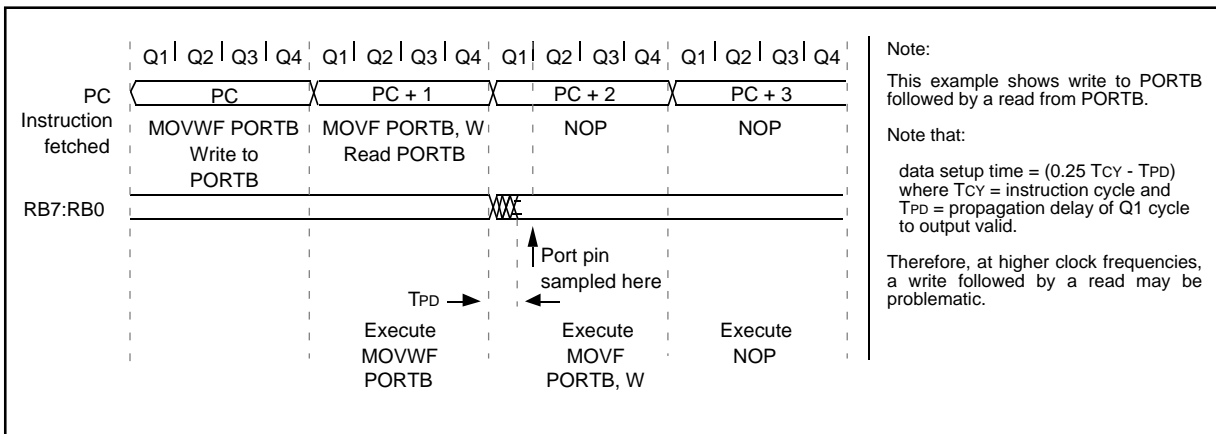 Q1 Q2 Q3 Q4 Q1 Q2 Q3 Q4 Q1 Q2 Q3 Q4 Q1 Q2 Q3 Q4
PC PC PC + 1 PC + 2 PC + 3
Instruction
fetched
MOVWF PORTB
Write to
PORTB
MOVF PORTB, W
Read PORTB
NOP
NOP
RB7:RB0
Port pin
sampled here
TPD
Execute
MOVWF
PORTB
Execute
MOVF
PORTB, W
Execute
NOP
Note:
This example shows write to PORTB
followed by a read from PORTB.
Note that:
data setup time = (0.25 TCY - TPD)
where TCY = instruction cycle and
TPD = propagation delay of Q1 cycle
to output valid.
Therefore, at higher clock frequencies,
a write followed by a read may be
problematic.